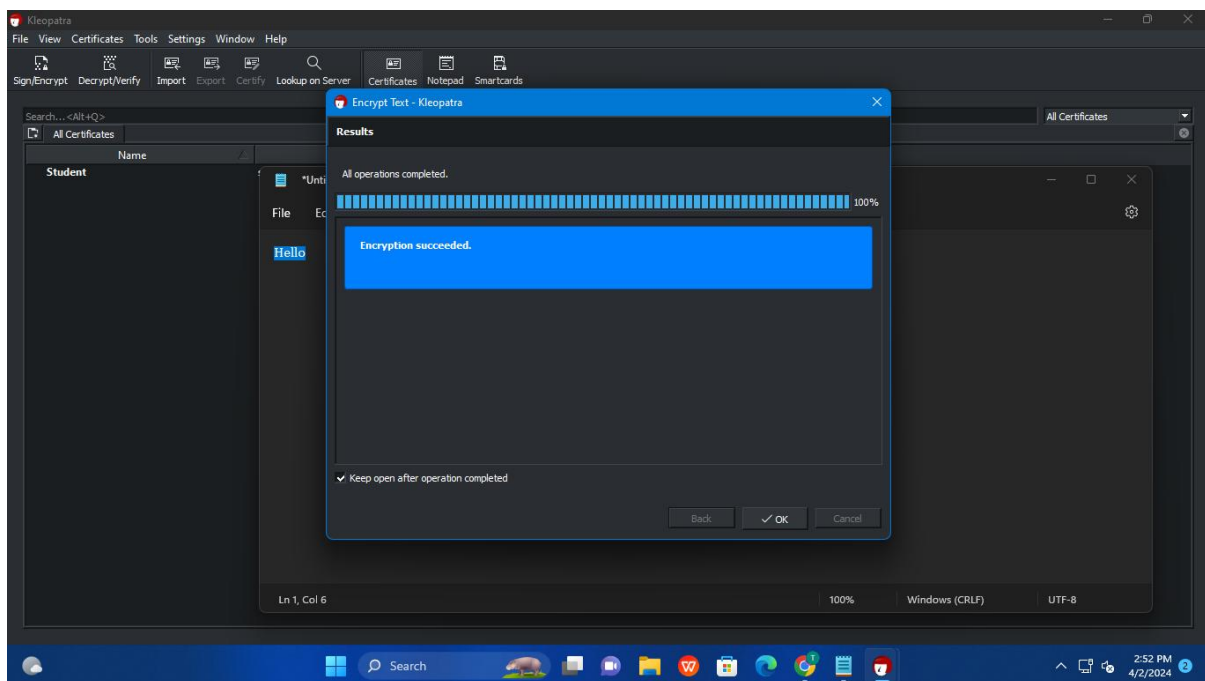 Kleopatra
File View Certificates Tools Settings Window Help
Sign/Encrypt Decrypt/Verify Import Export Certify Lookup on Server Certificates Notepad Smartcards
Search...<Alt+Q>
All Certificates
All Certificates
Name
Student
*Unti
File Ed
Hello
Encrypt Text - Kleopatra
Results
All operations completed.
100%
Encryption succeeded.
Keep open after operation completed
Back OK Cancel
Ln 1, Col 6 100% Windows (CRLF) UTF-8
Search
2:52 PM
4/2/2024
2